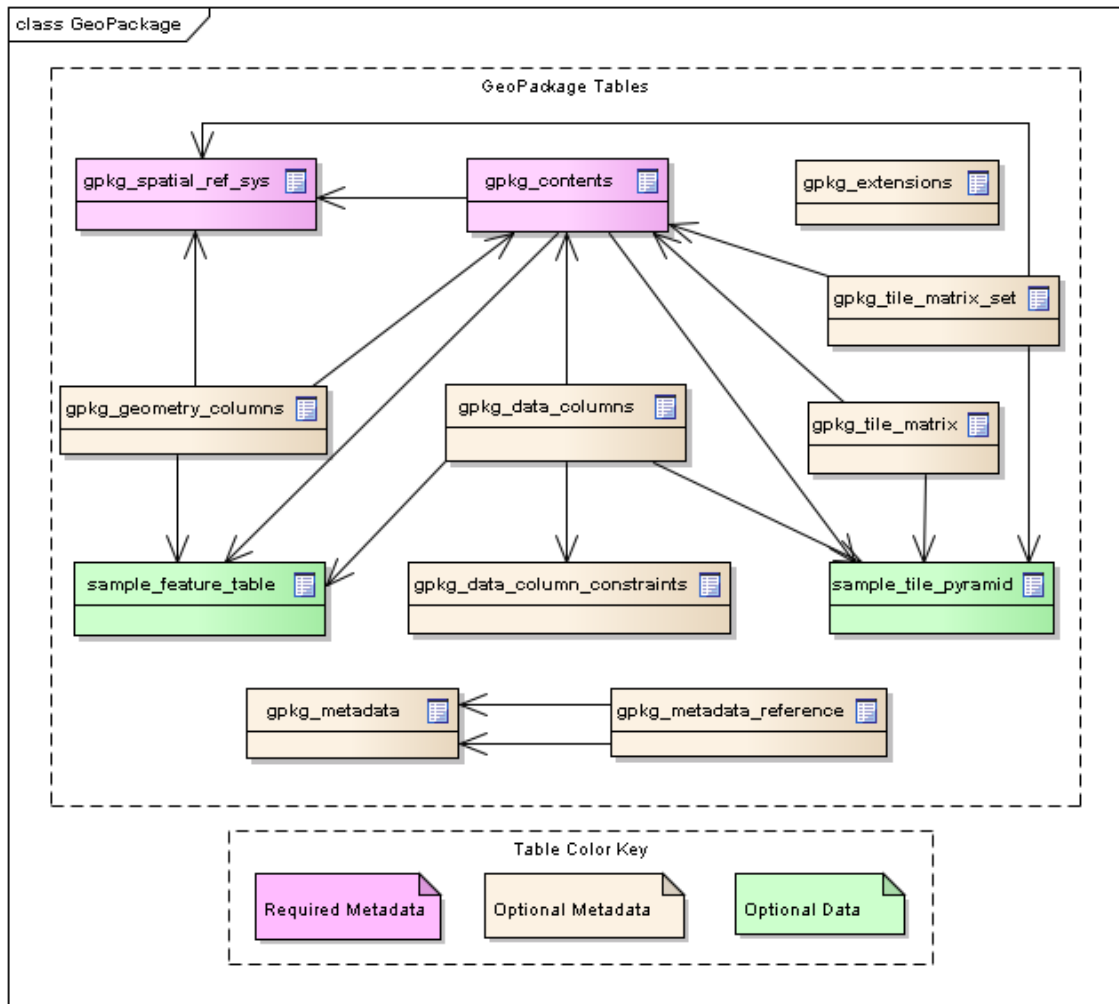 class GeoPackage
GeoPackage Tables
gpkg_spatial_ref_sys
gpkg_contents
gpkg_extensions
gpkg_tile_matrix_set
gpkg_geometry_columns
gpkg_data_columns
gpkg_tile_matrix
sample_feature_table
gpkg_data_column_constraints
sample_tile_pyramid
gpkg_metadata
gpkg_metadata_reference
Table Color Key
Required Metadata
Optional Metadata
Optional Data